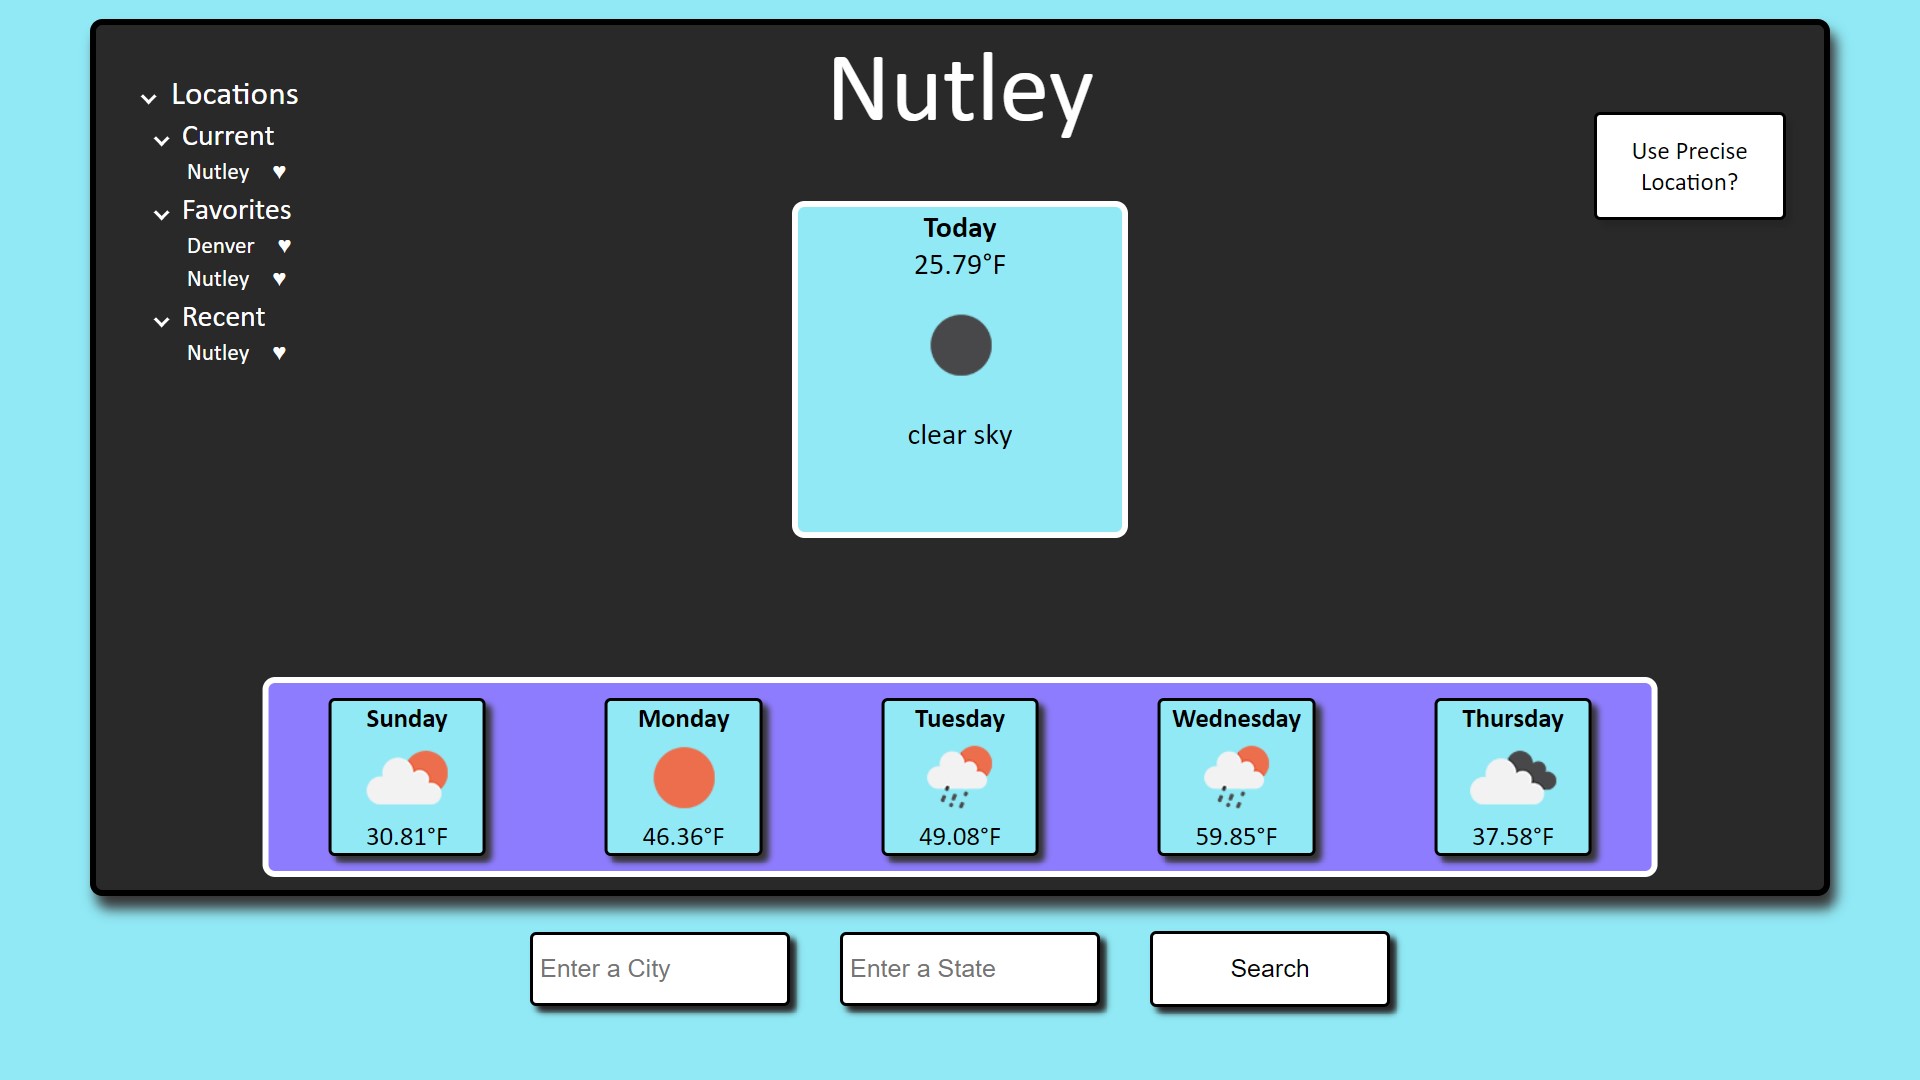 Nutley
Locations
Current
Nutley ♥
Favorites
Denver ♥
Nutley ♥
Recent
Nutley ♥
Use Precise
Location?
Today
25.79°F
clear sky
Sunday
30.81°F
Monday
46.36°F
Tuesday
49.08°F
Wednesday
59.85°F
Thursday
37.58°F
Enter a City
Enter a State
Search